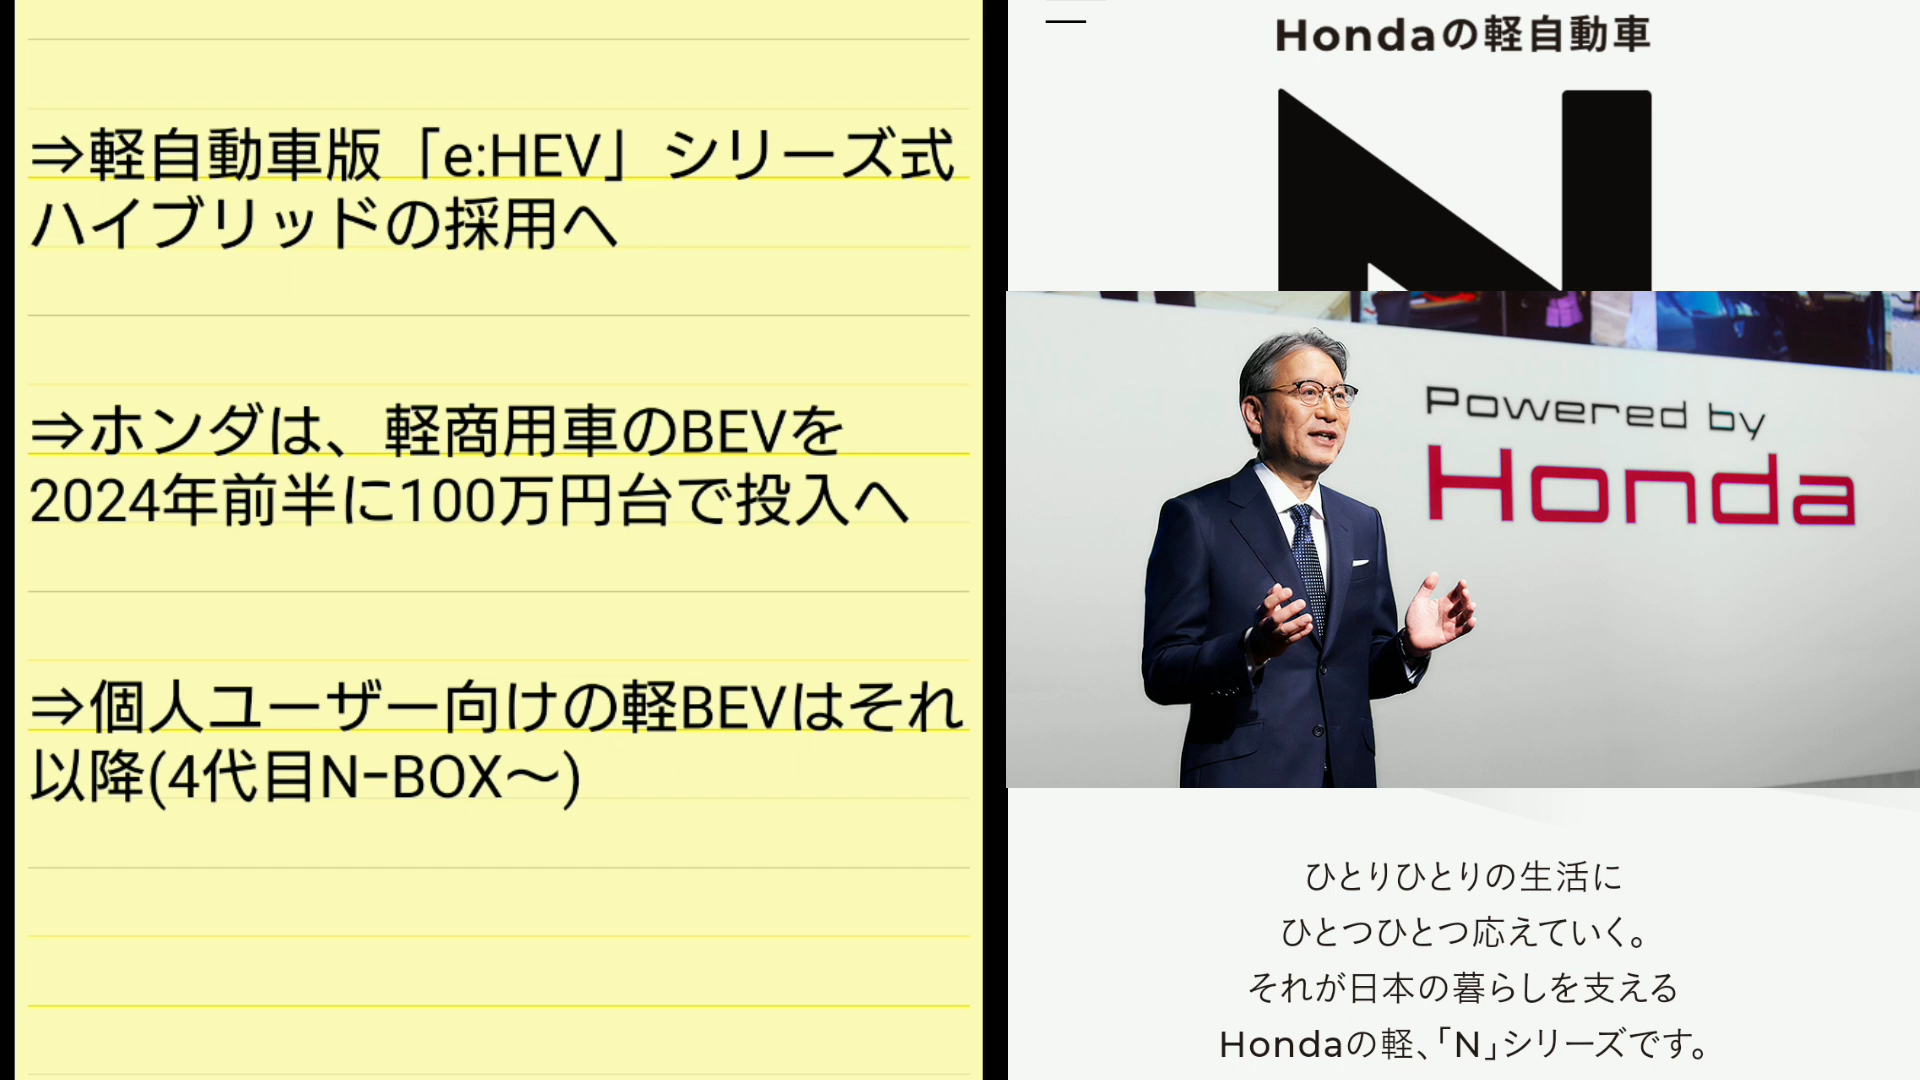 ⇒軽自動車版「e:HEV」シリーズ式
ハイブリッドの採用へ
⇒ホンダは、軽商用車のBEVを
2024年前半に100万円台で投入へ
⇒個人ユーザー向けの軽BEVはそれ
以降(4代目N-BOX〜)
Hondaの軽自動車
N
Powered by
Honda
ひとりひとりの生活に
ひとつひとつ応えていく。
それが日本の暮らしを支える
Hondaの軽、「N」シリーズです。